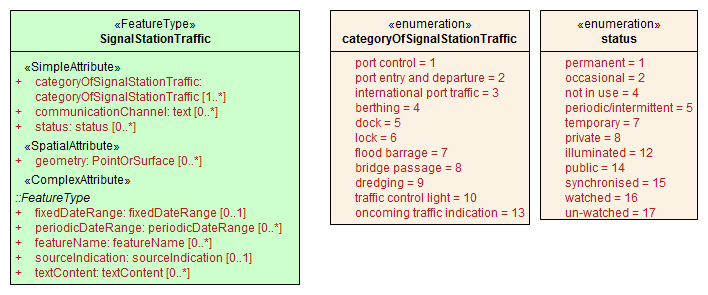 «FeatureType»
SignalStationTraffic
«SimpleAttribute»
+ categoryOfSignalStationTraffic:
categoryOfSignalStationTraffic [1..*]
+ communicationChannel: text [0..*]
+ status: status [0..*]
«SpatialAttribute»
+ geometry: PointOrSurface [0..*]
«ComplexAttribute»
::FeatureType
+ fixedDateRange: fixedDateRange [0..1]
+ periodicDateRange: periodicDateRange [0..*]
+ featureName: featureName [0..*]
+ sourceIndication: sourceIndication [0..1]
+ textContent: textContent [0..*]
«enumeration»
categoryOfSignalStationTraffic
port control = 1
port entry and departure = 2
international port traffic = 3
berthing = 4
dock = 5
lock = 6
flood barrage = 7
bridge passage = 8
dredging = 9
traffic control light = 10
oncoming traffic indication = 13
«enumeration»
status
permanent = 1
occasional = 2
not in use = 4
periodic/intermittent = 5
temporary = 7
private = 8
illuminated = 12
public = 14
synchronised = 15
watched = 16
un-watched = 17